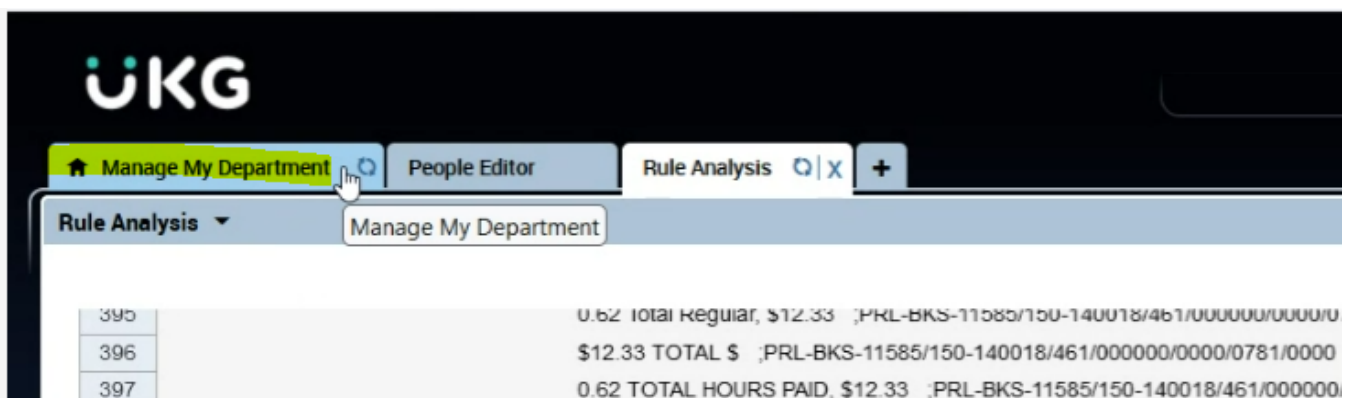 UKG
Manage My Department People Editor Rule Analysis X +
Rule Analysis
Manage My Department
395 0.62 Total Regular, $12.33 ;PRL-BKS-11585/150-140018/461/000000/0000/0
396 $12.33 TOTAL $ ;PRL-BKS-11585/150-140018/461/000000/0000/0781/0000
397 0.62 TOTAL HOURS PAID, $12.33 ;PRL-BKS-11585/150-140018/461/000000/